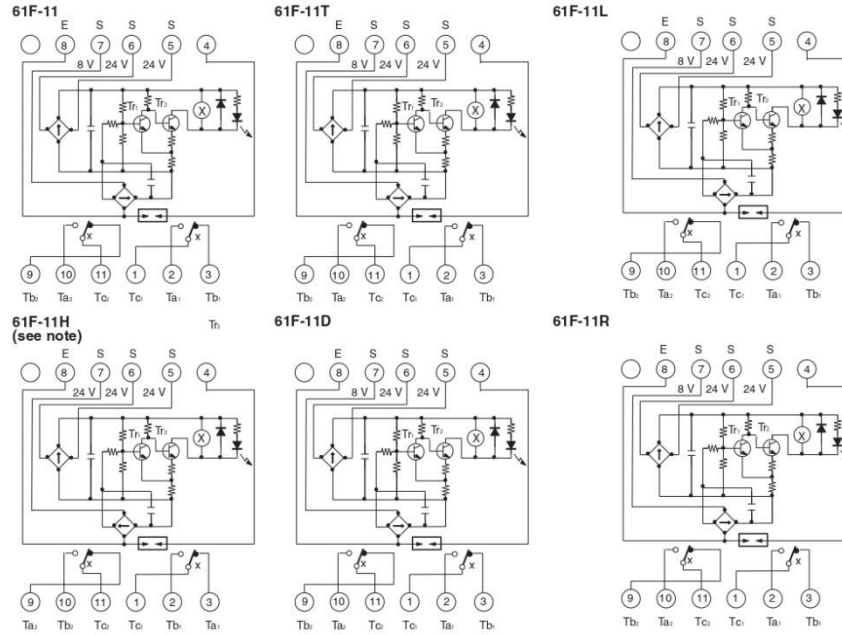 61F-11
E S S S
8 7 6 5 4
8 V 24 V 24 V
Tr₁ Tr₂
X
x x
9 10 11 1 2 3
Tb₂ Ta₂ Tc₂ Tc₁ Ta₁ Tb₁
61F-11T
E S S S
8 7 6 5 4
8 V 24 V 24 V
Tr₁ Tr₂
X
x x
9 10 11 1 2 3
Tb₂ Ta₂ Tc₂ Tc₁ Ta₁ Tb₁
61F-11L
E S S S
8 7 6 5 4
8 V 24 V 24 V
Tr₁ Tr₂
X
x x
9 10 11 1 2 3
Tb₂ Ta₂ Tc₂ Tc₁ Ta₁ Tb₁
61F-11H
(see note)
Tr₂
E S S S
8 7 6 5 4
24 V 24 V 24 V
Tr₁ Tr₂
X
x x
9 10 11 1 2 3
Ta₂ Tb₂ Tc₂ Tc₁ Tb₁ Ta₁
61F-11D
E S S S
8 7 6 5 4
8 V 24 V 24 V
Tr₁ Tr₂
X
x x
9 10 11 1 2 3
Tb₂ Ta₂ Tc₂ Tc₁ Ta₁ Tb₁
61F-11R
E S S S
8 7 6 5 4
8 V 24 V 24 V
Tr₁ Tr₂
X
x x
9 10 11 1 2 3
Tb₂ Ta₂ Tc₂ Tc₁ Ta₁ Tb₁